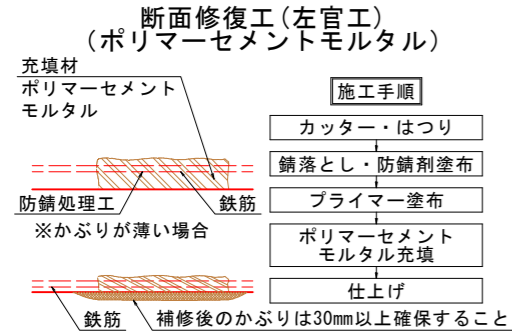 断面修復工(左官工)
(ポリマーセメントモルタル)
充填材
ポリマーセメント
モルタル
防錆処理工
鉄筋
※かぶりが薄い場合
鉄筋
補修後のかぶりは30mm以上確保すること
施工手順
カッター・はつり
錆落とし・防錆剤塗布
プライマー塗布
ポリマーセメント
モルタル充填
仕上げ